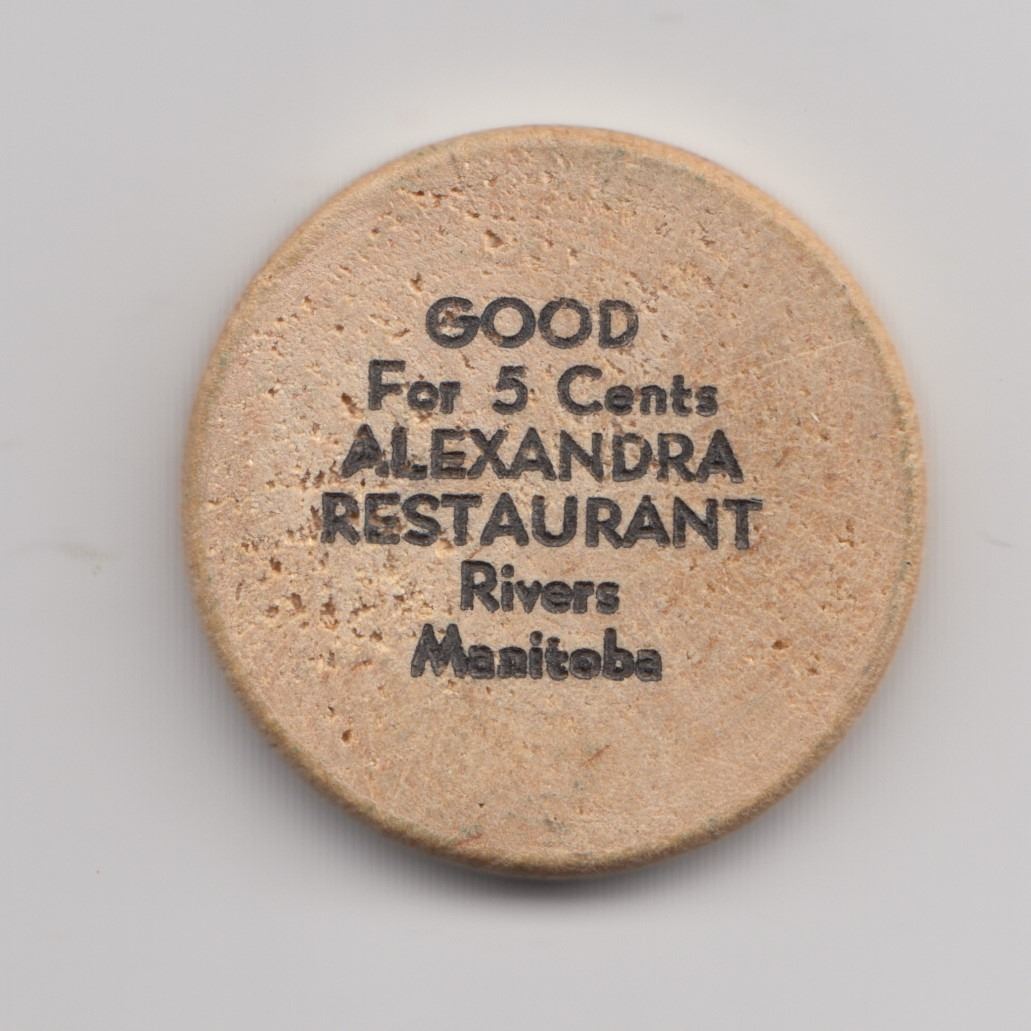 GOOD
For 5 Cents
ALEXANDRA
RESTAURANT
Rivers
Manitoba